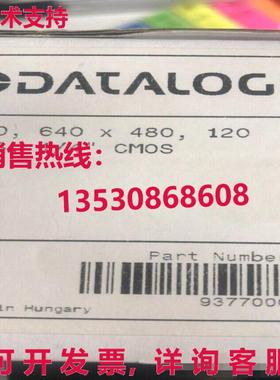 术支持
DATALOG
, 640 x 480, 120
销售热线:
CMOS
13530868608
Part Number
937700
in Hungary
可开发票,详询客服!